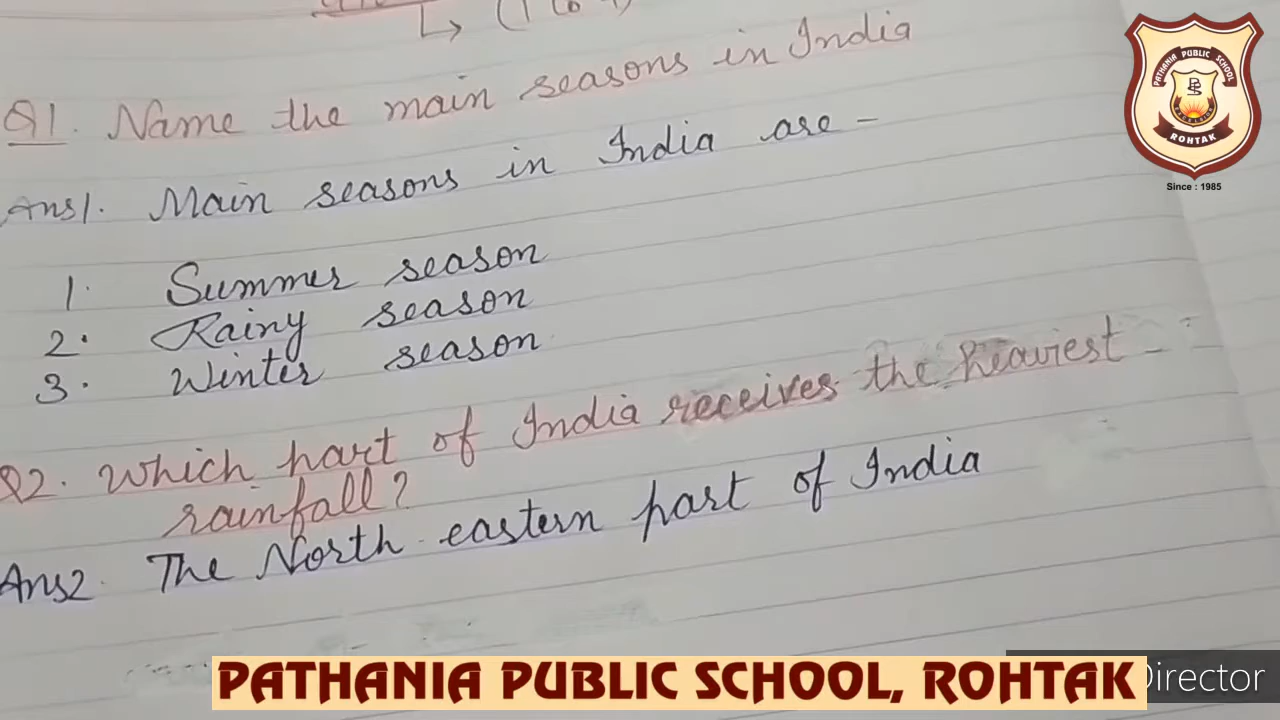 Q1. Name the main seasons in India
Ans1. Main seasons in India are -
1. Summer season
2. Rainy season
3. Winter season
Q2. Which part of India receives the heaviest - -
rainfall?
Ans2. The North eastern part of India
PATHANIA PUBLIC SCHOOL
ROHTAK
Since : 1985
PATHANIA PUBLIC SCHOOL, ROHTAK
Director